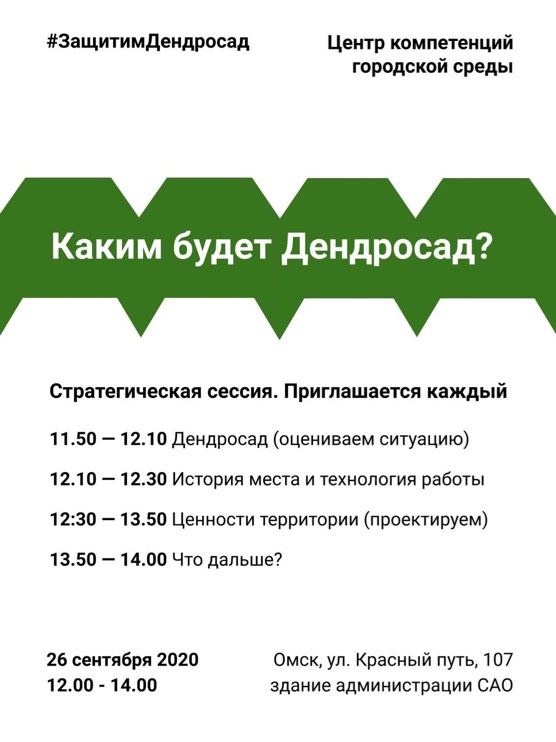 #ЗащитимДендросад
Центр компетенций
городской среды
Каким будет Дендросад?
Стратегическая сессия. Приглашается каждый
11.50 — 12.10 Дендросад (оцениваем ситуацию)
12.10 — 12.30 История места и технология работы
12:30 — 13.50 Ценности территории (проектируем)
13.50 — 14.00 Что дальше?
26 сентября 2020
12.00 - 14.00
Омск, ул. Красный путь, 107
здание администрации САО